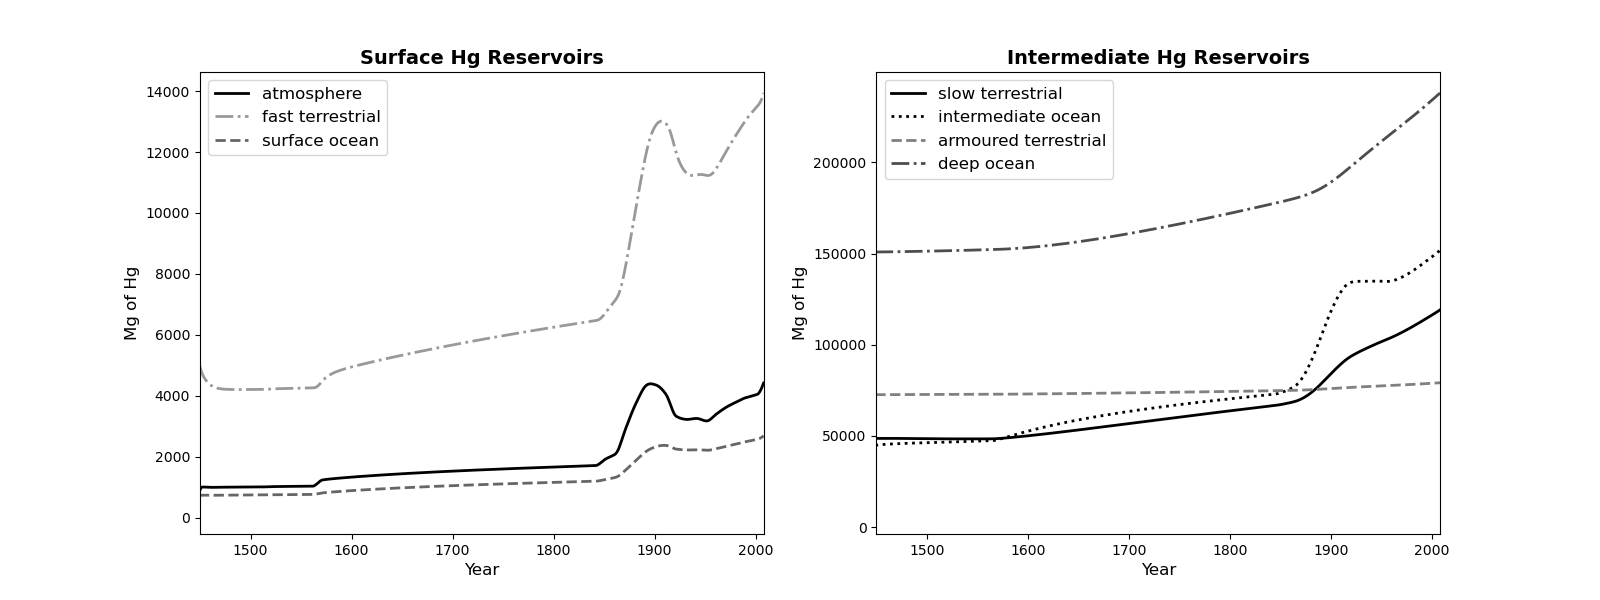 Surface Hg Reservoirs
atmosphere
fast terrestrial
surface ocean
14000
12000
10000
8000
6000
4000
2000
0
Mg of Hg
1500 1600 1700 1800 1900 2000
Year
Intermediate Hg Reservoirs
slow terrestrial
intermediate ocean
armoured terrestrial
deep ocean
200000
150000
100000
50000
0
Mg of Hg
1500 1600 1700 1800 1900 2000
Year